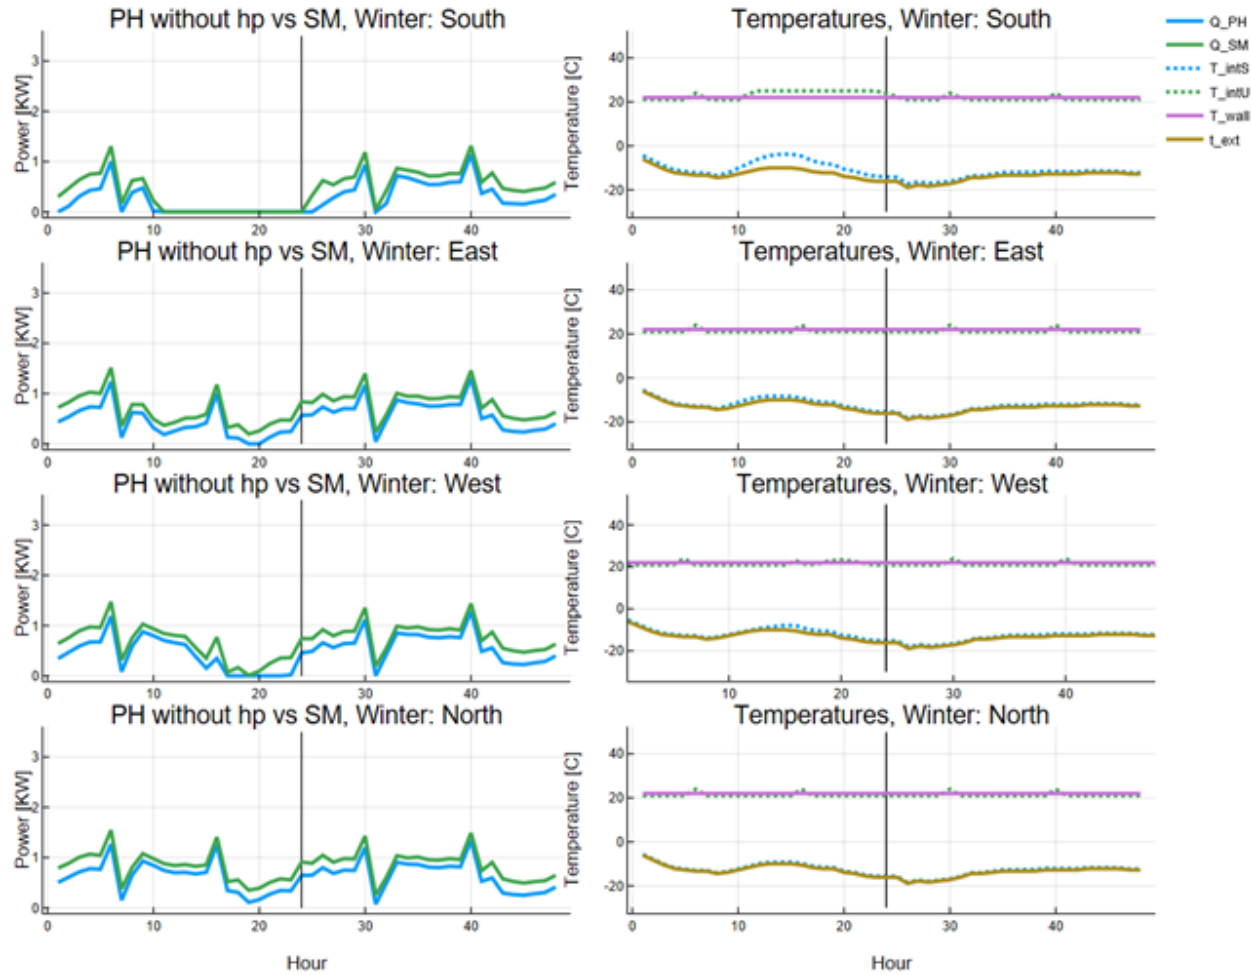 PH without hp vs SM, Winter: South
Temperatures, Winter: South
Q_PH
Q_SM
T_intS
T_intU
T_wall
t_ext
Power [KW]
3
2
1
0
0 10 20 30 40
Temperature [C]
40
20
0
-20
0 10 20 30 40
PH without hp vs SM, Winter: East
Temperatures, Winter: East
Power [KW]
3
2
1
0
0 10 20 30 40
Temperature [C]
40
20
0
-20
0 10 20 30 40
PH without hp vs SM, Winter: West
Temperatures, Winter: West
Power [KW]
3
2
1
0
0 10 20 30 40
Temperature [C]
40
20
0
-20
10 20 30 40
PH without hp vs SM, Winter: North
Temperatures, Winter: North
Power [KW]
3
2
1
0
0 10 20 30 40
Temperature [C]
40
20
0
-20
0 10 20 30 40
Hour
Hour